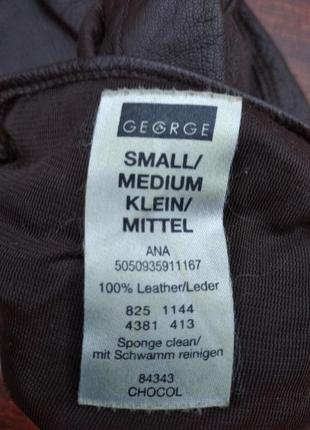 GEORGE
SMALL/
MEDIUM
KLEIN/
MITTEL
ANA
5050935911167
100% Leather/Leder
825 1144
4381 413
Sponge clean/
mit Schwamm reinigen
84343
CHOCOL